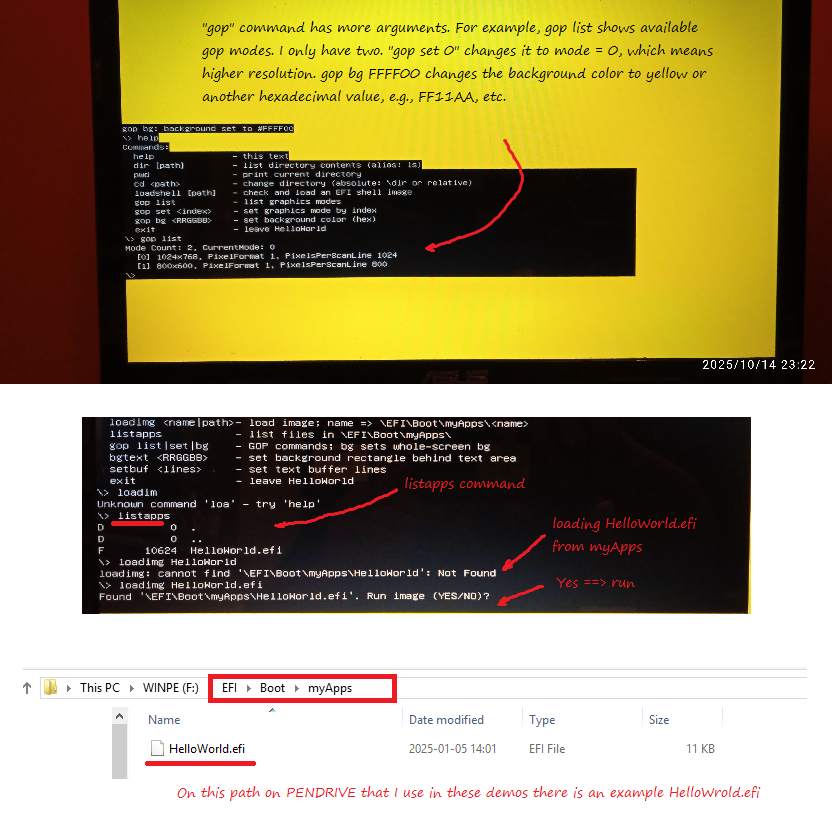 "gop" command has more arguments. For example, gop list shows available
gop modes. I only have two. "gop set 0" changes it to mode = 0, which means
higher resolution. gop bg FFFF00 changes the background color to yellow or
another hexadecimal value, e.g., FF11AA, etc.
gop bg: background set to #FFFF00
\> help
Commands:
help - this text
dir [path] - list directory contents (alias: ls)
pwd - print current directory
cd <path> - change directory (absolute: \dir or relative)
loadshell [path] - check and load an EFI shell image
gop list - list graphics modes
gop set <index> - set graphics mode by index
gop bg <RRGGBB> - set background color (hex)
exit - leave HelloWorld
\> gop list
Mode Count: 2, CurrentMode: 0
[0] 1024x768, PixelFormat 1, PixelsPerScanLine 1024
[1] 800x600, PixelFormat 1, PixelsPerScanLine 800
\>
2025/10/14 23:22
loadimg <name|path>- load image; name => \EFI\Boot\myApps\<name>
listapps - list files in \EFI\Boot\myApps\
gop list|set|bg - GOP commands: bg sets whole-screen bg
bgtext <RRGGBB> - set background rectangle behind text area
setbuf <lines> - set text buffer lines
exit - leave HelloWorld
\> loadim
Unknown command 'loa' - try 'help'
\> listapps
D 0 .
D 0 ..
F 10624 HelloWorld.efi
\> loadimg HelloWorld
loadimg: cannot find '\EFI\Boot\myApps\HelloWorld': Not Found
\> loadimg HelloWorld.efi
Found '\EFI\Boot\myApps\HelloWorld.efi'. Run image (YES/NO)?
listapps command
loading HelloWorld.efi
from myApps
Yes ==> run
This PC WINPE (F:) EFI Boot myApps
Name Date modified Type Size
HelloWorld.efi 2025-01-05 14:01 EFI File 11 KB
On this path on PENDRIVE that I use in these demos there is an example HelloWrold.efi